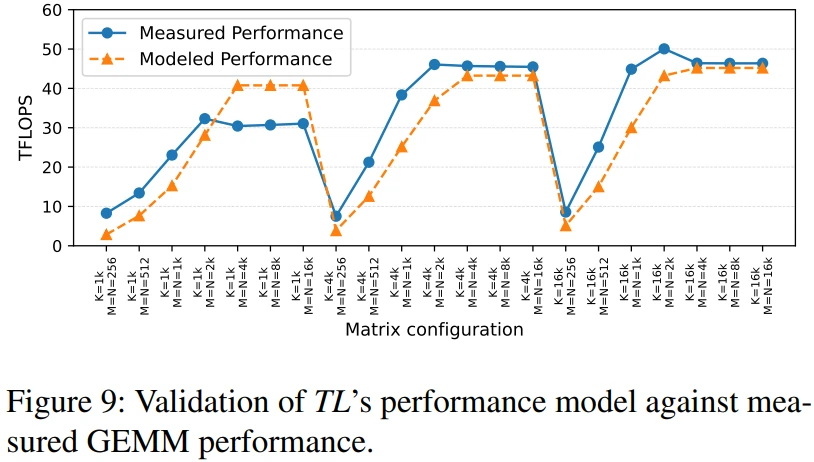 60
50
40
30
20
10
0
TFLOPS
Measured Performance
Modeled Performance
K=1k
M=N=256
K=1k
M=N=512
K=1k
M=N=1k
K=1k
M=N=2k
K=1k
M=N=4k
K=1k
M=N=8k
K=1k
M=N=16k
K=4k
M=N=256
K=4k
M=N=512
K=4k
M=N=1k
K=4k
M=N=2k
K=4k
M=N=4k
K=4k
M=N=8k
K=4k
M=N=16k
K=16k
M=N=256
K=16k
M=N=512
K=16k
M=N=1k
K=16k
M=N=2k
K=16k
M=N=4k
K=16k
M=N=8k
K=16k
M=N=16k
Matrix configuration
Figure 9: Validation of TL's performance model against mea-
sured GEMM performance.